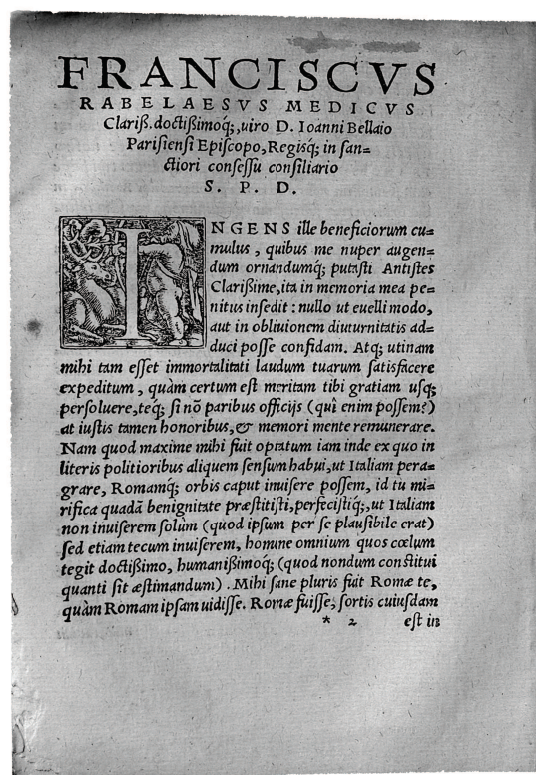 FRANCISCVS
RABELAESVS MEDICVS
Clariß. doctißimoq́;, uiro D. Ioanni Bellaio
Parisiensi Episcopo, Regisq́; in san=
ctiori consessu consiliario
S. P. D.
INGENS ille beneficiorum cu=
mulus, quibus me nuper augen=
dum ornandumq́; putasti Antistes
Clarißime, ita in memoria mea pe=
nitus insedit: nullo ut euelli modo,
aut in obliuionem diuturnitatis ad=
duci posse confidam. Atq; utinam
mihi tam esset immortalitati laudum tuarum satisfacere
expeditum, quàm certum est meritam tibi gratiam usq;
persoluere, teq; si nõ paribus officijs (quî enim possem?)
at iustis tamen honoribus, & memori mente remunerare.
Nam quod maxime mihi fuit optatum iam inde ex quo in
literis politioribus aliquem sensum habui, ut Italiam pera=
grare, Romamq́; orbis caput inuisere possem, id tu mi=
rifica quadã benignitate præstitisti, perfecistiq́;, ut Italiam
non inuiserem solùm (quod ipsum per se plausibile erat)
sed etiam tecum inuiserem, homine omnium quos cœlum
tegit doctißimo, humanißimoq́; (quod nondum constitui
quanti sit æstimandum). Mihi sane pluris fuit Romæ te,
quàm Romam ipsam uidisse. Romæ fuisse, sortis cuiusdam
* 2 est in